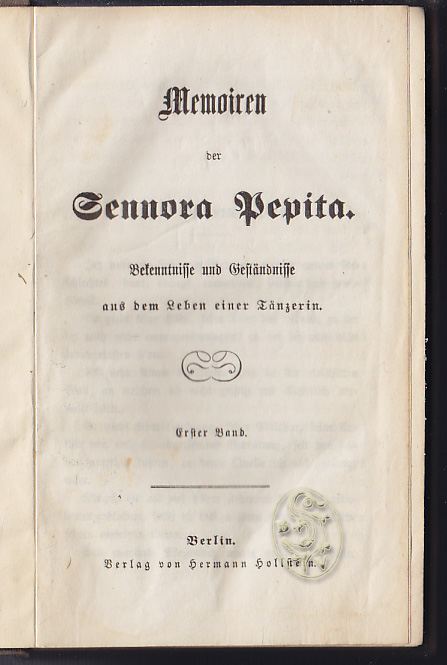 Memoiren
der
Sennora Pepita.
Bekenntnisse und Geständnisse
aus dem Leben einer Tänzerin.
Erster Band.
Berlin.
Verlag von Hermann Hollstein.